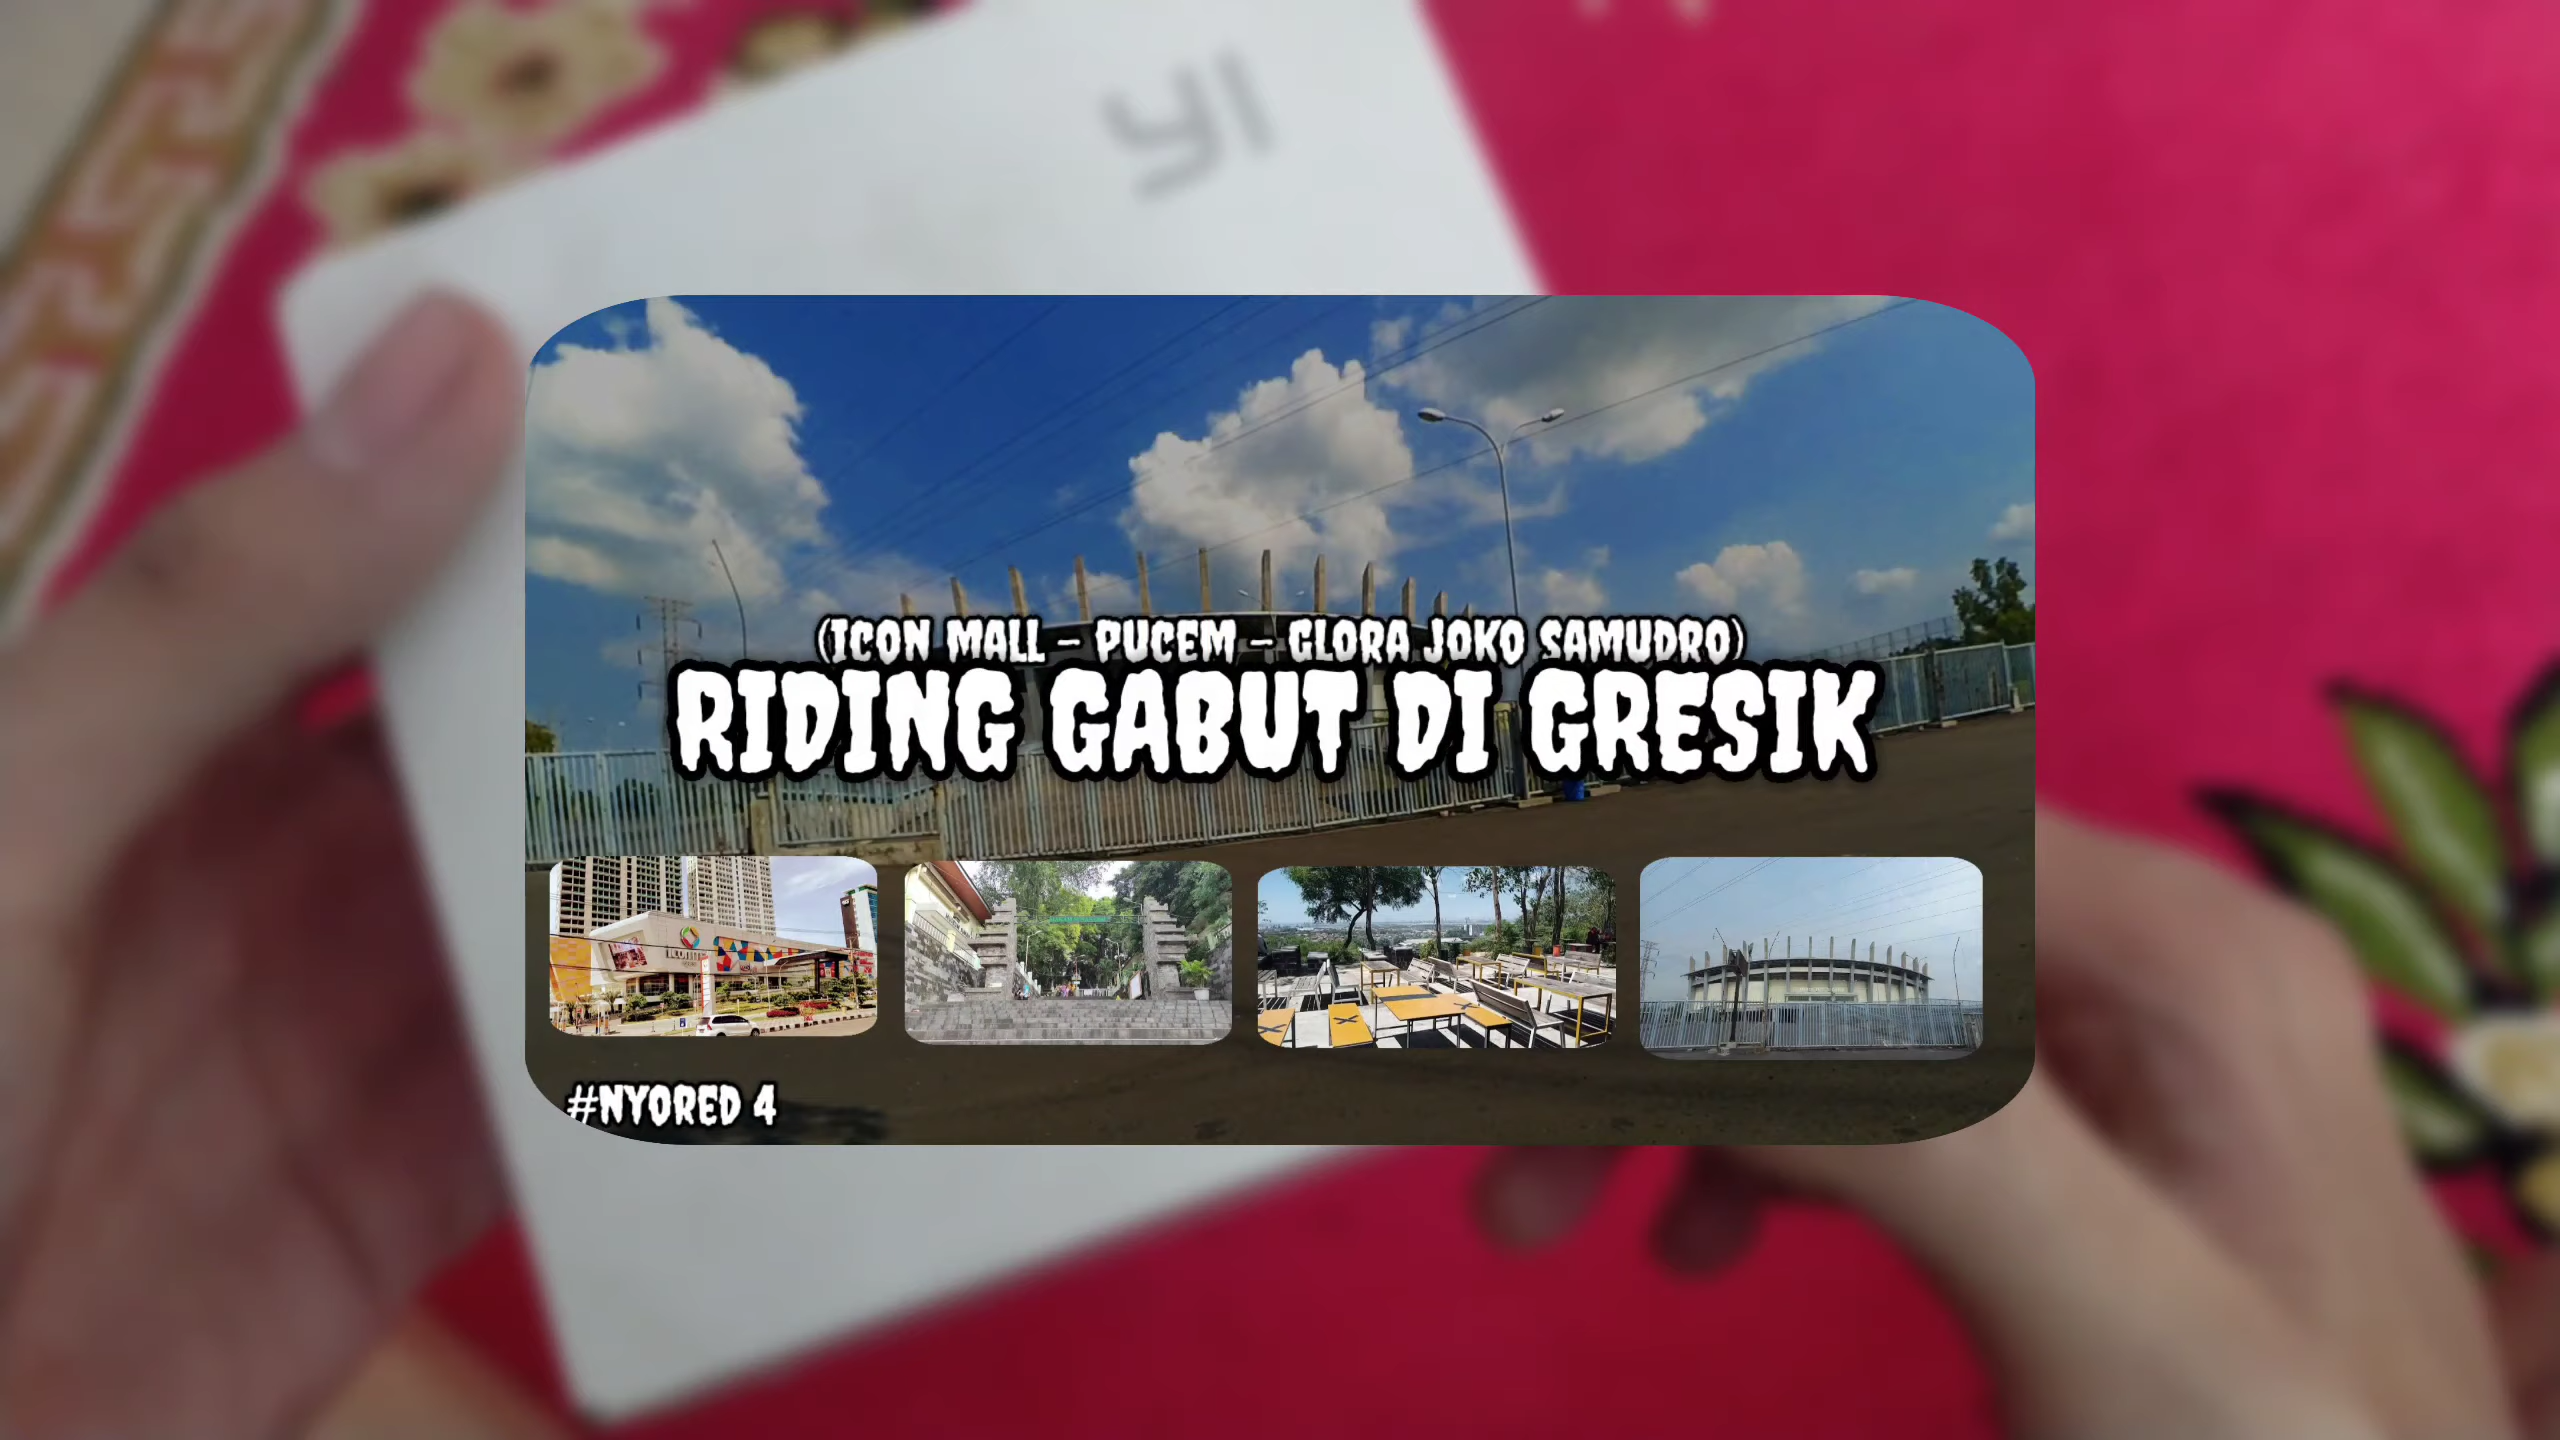 YI
(ICON MALL - PUCEM - GLORA JOKO SAMUDRO)
RIDING GABUT DI GRESIK
#NYORED 4